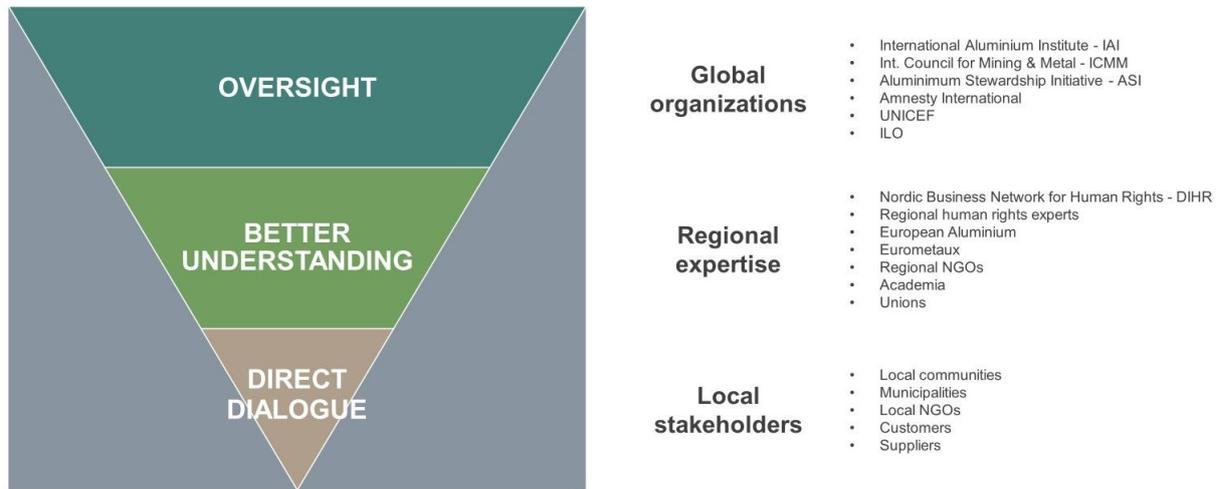 OVERSIGHT
Global
organizations
• International Aluminium Institute - IAI
• Int. Council for Mining & Metal - ICMM
• Aluminimum Stewardship Initiative - ASI
• Amnesty International
• UNICEF
• ILO
BETTER
UNDERSTANDING
Regional
expertise
• Nordic Business Network for Human Rights - DIHR
• Regional human rights experts
• European Aluminium
• Eurometaux
• Regional NGOs
• Academia
• Unions
DIRECT
DIALOGUE
Local
stakeholders
• Local communities
• Municipalities
• Local NGOs
• Customers
• Suppliers